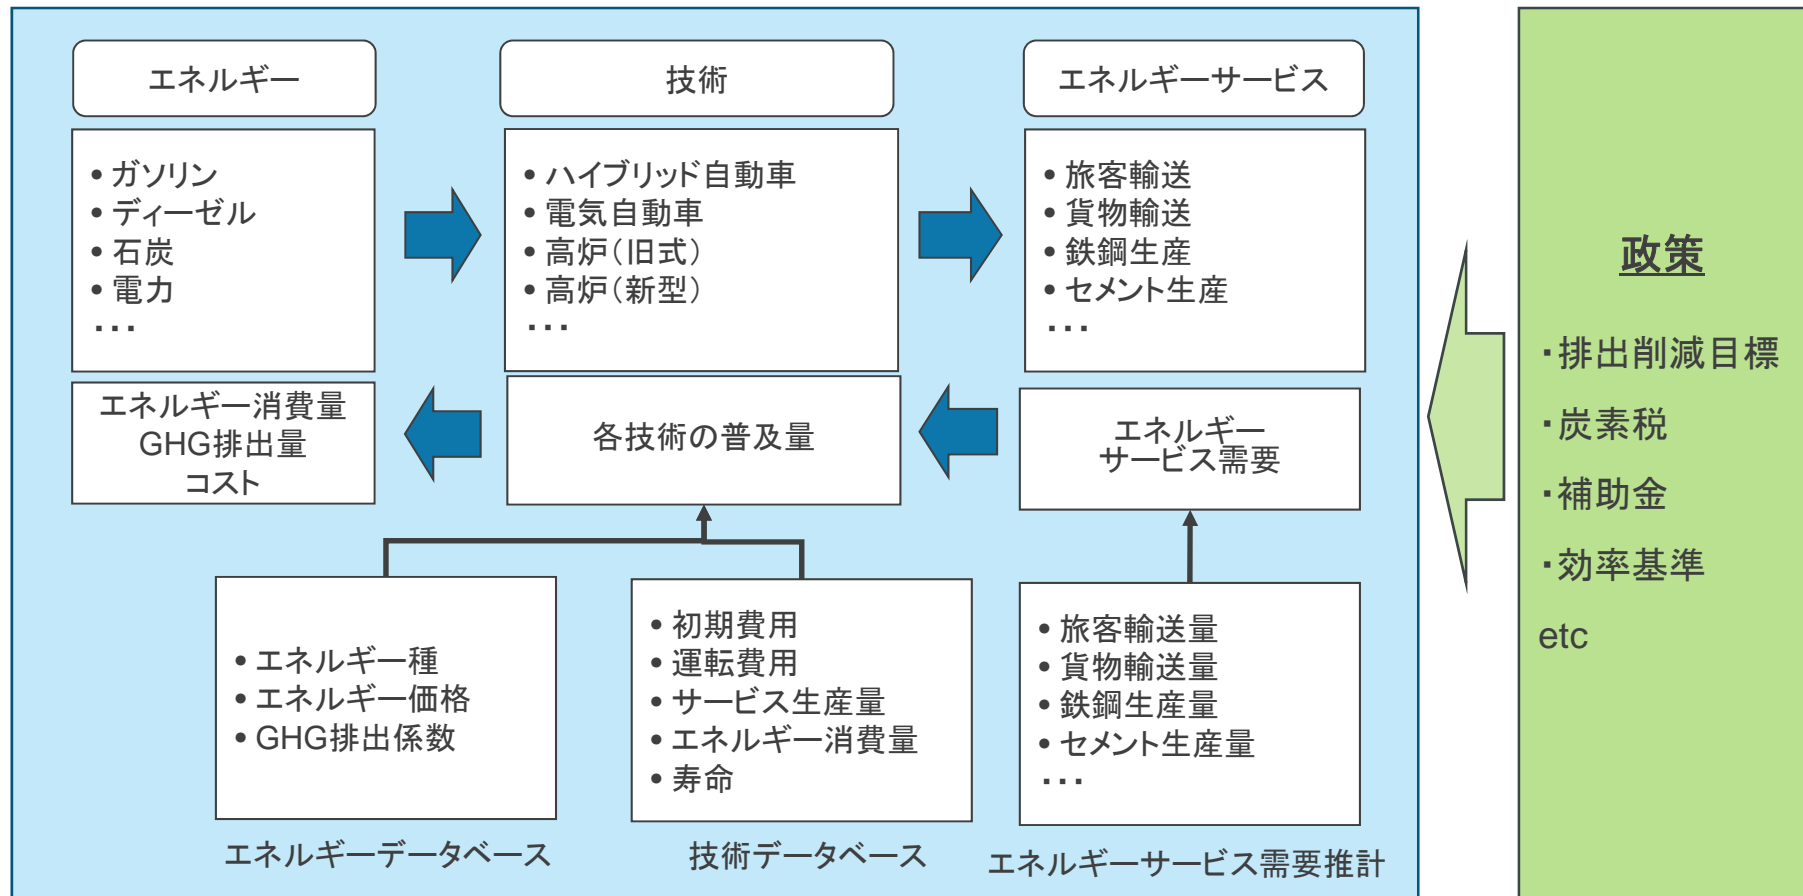 エネルギー
技術
エネルギーサービス
• ガソリン
• ディーゼル
• 石炭
• 電力
・・・
• ハイブリッド自動車
• 電気自動車
• 高炉（旧式）
• 高炉（新型）
・・・
• 旅客輸送
• 貨物輸送
• 鉄鋼生産
• セメント生産
・・・
エネルギー消費量
GHG排出量
コスト
各技術の普及量
エネルギー
サービス需要
• エネルギー種
• エネルギー価格
• GHG排出係数
エネルギーデータベース
• 初期費用
• 運転費用
• サービス生産量
• エネルギー消費量
• 寿命
技術データベース
• 旅客輸送量
• 貨物輸送量
• 鉄鋼生産量
• セメント生産量
・・・
エネルギーサービス需要推計
政策
・排出削減目標
・炭素税
・補助金
・効率基準
etc